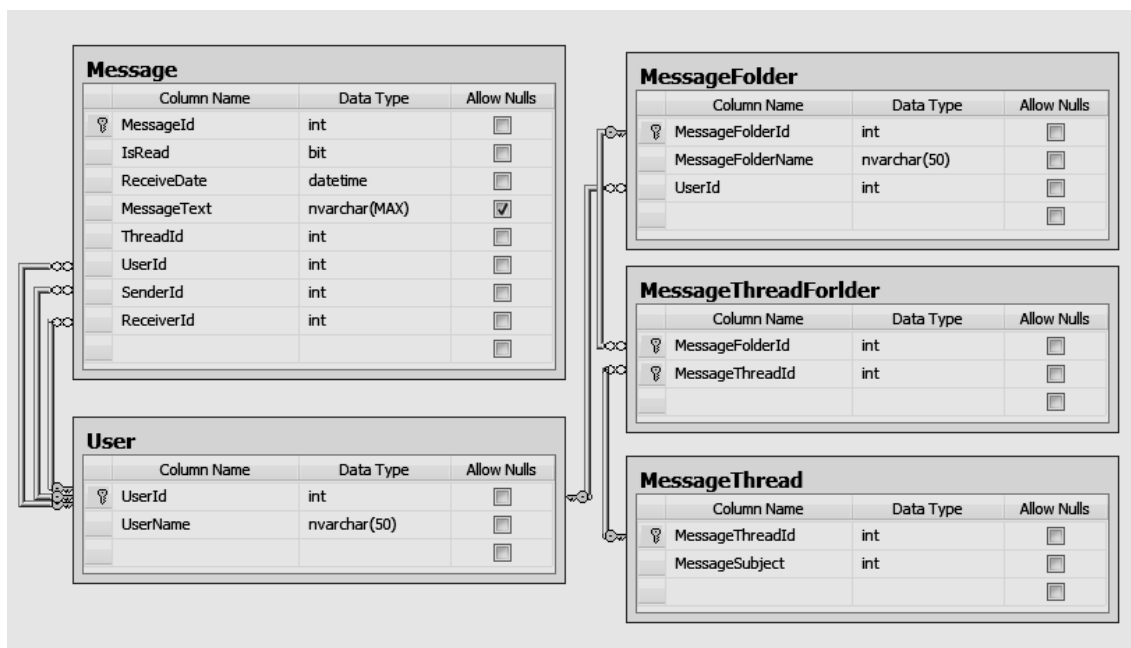 Message
Column Name Data Type Allow Nulls
MessageId int
IsRead bit
ReceiveDate datetime
MessageText nvarchar(MAX)
ThreadId int
UserId int
SenderId int
ReceiverId int
User
Column Name Data Type Allow Nulls
UserId int
UserName nvarchar(50)
MessageFolder
Column Name Data Type Allow Nulls
MessageFolderId int
MessageFolderName nvarchar(50)
UserId int
MessageThreadForlder
Column Name Data Type Allow Nulls
MessageFolderId int
MessageThreadId int
MessageThread
Column Name Data Type Allow Nulls
MessageThreadId int
MessageSubject int